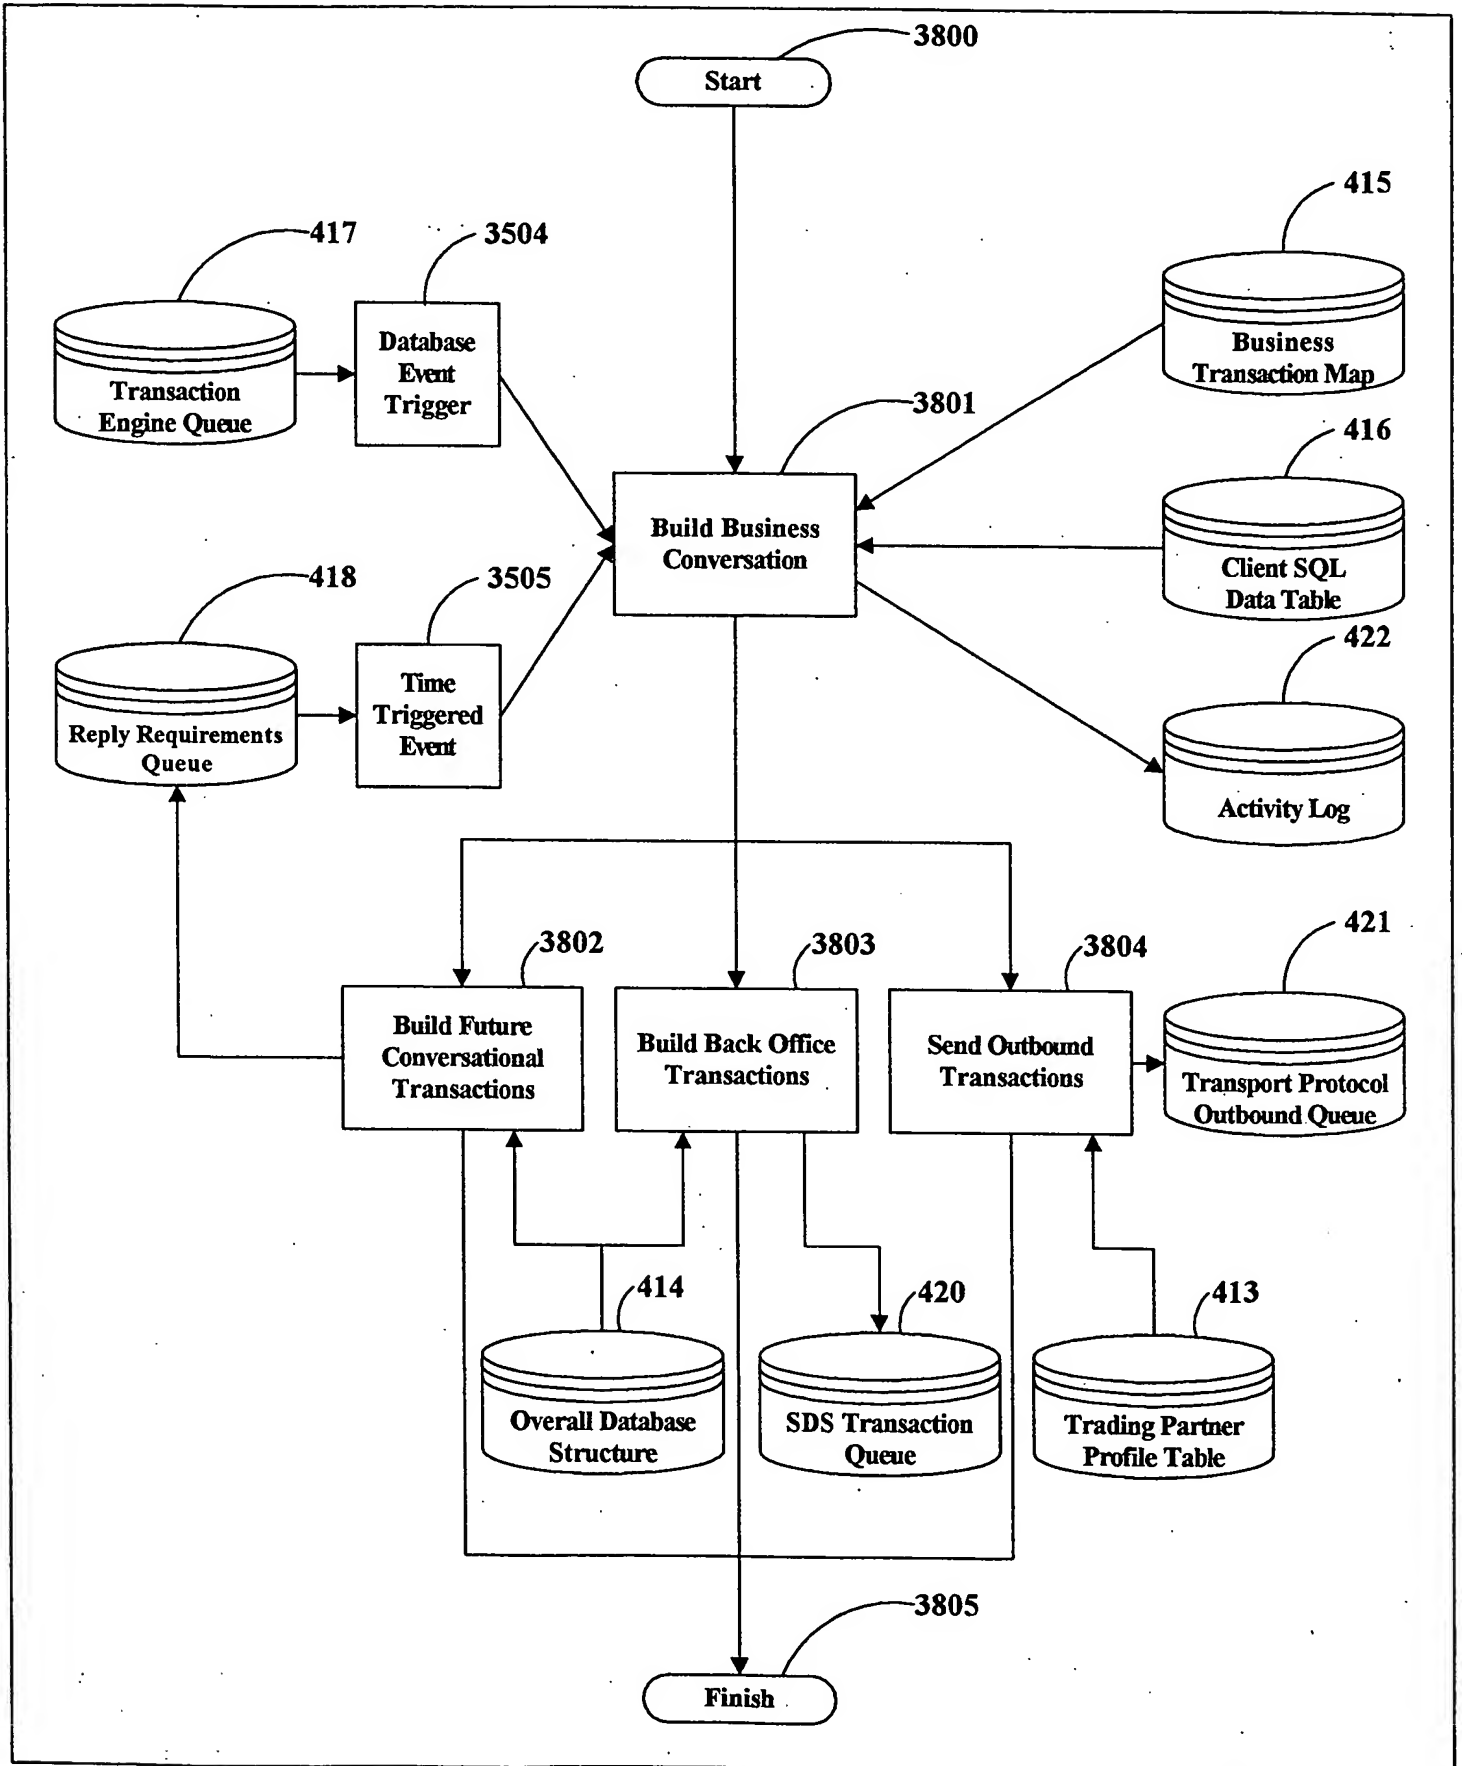 3800
Start
415
417
3504
Business
Transaction Map
Database
Event
Trigger
Transaction
Engine Queue
3801
416
Build Business
Conversation
Client SQL
Data Table
418
3505
422
Time
Triggered
Event
Reply Requirements
Queue
Activity Log
421
3802
3803
3804
Build Future
Conversational
Transactions
Build Back Office
Transactions
Send Outbound
Transactions
Transport Protocol
Outbound Queue
414
420
413
Overall Database
Structure
SDS Transaction
Queue
Trading Partner
Profile Table
3805
Finish